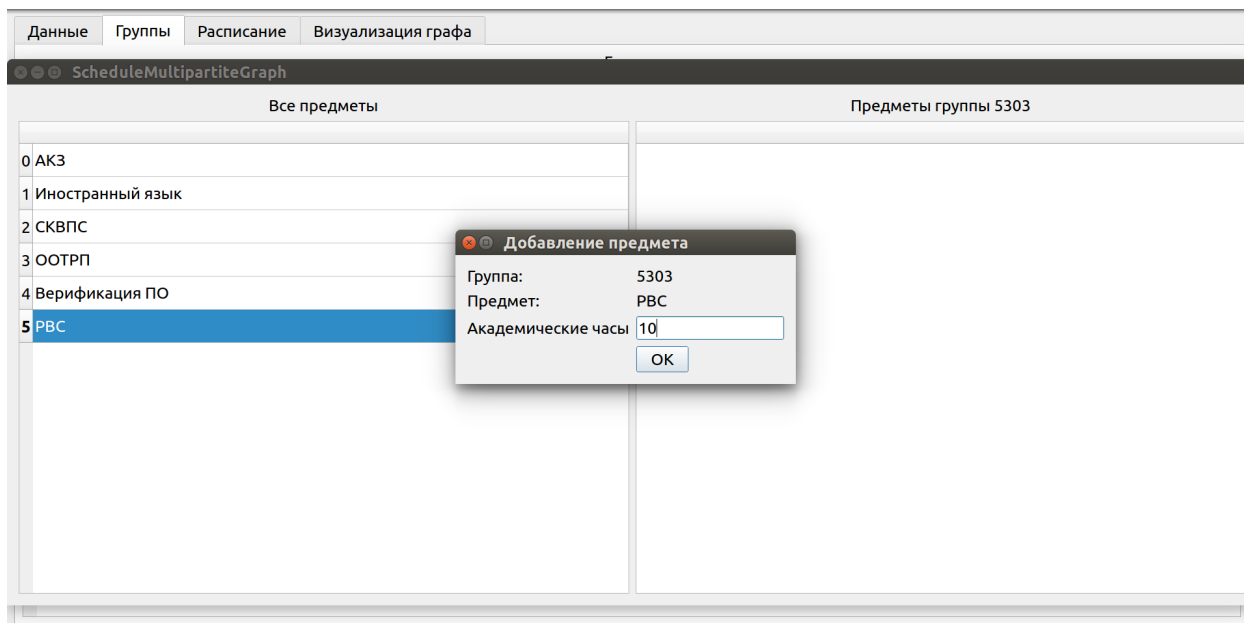 Данные Группы Расписание Визуализация графа
ScheduleMultipartiteGraph
Все предметы Предметы группы 5303
0 АКЗ
1 Иностранный язык
2 СКВПС
3 ООТРП
4 Верификация ПО
5 РВС
Добавление предмета
Группа: 5303
Предмет: РВС
Академические часы 10
OK